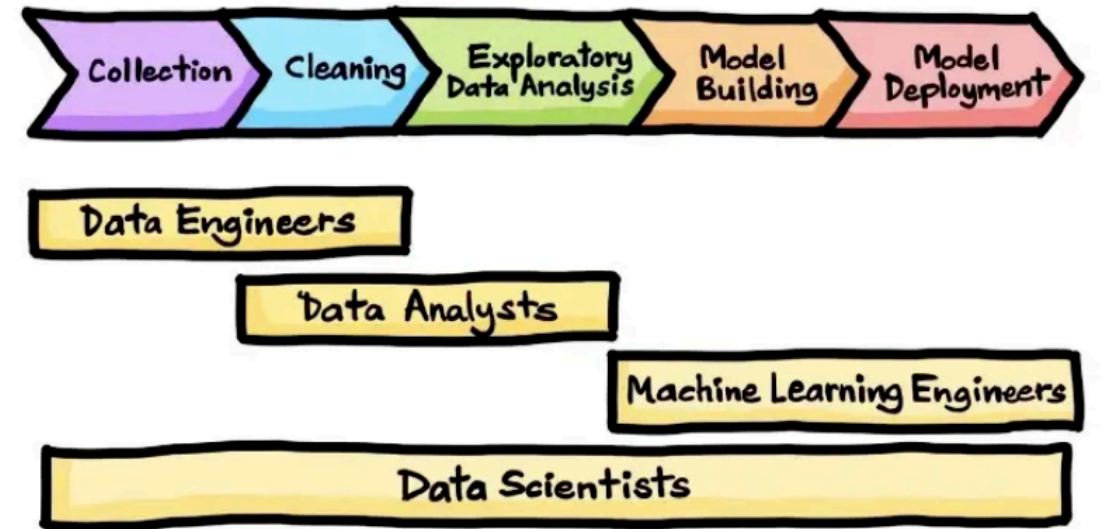 Collection
Cleaning
Exploratory
Data Analysis
Model
Building
Model
Deployment
Data Engineers
Data Analysts
Machine Learning Engineers
Data Scientists